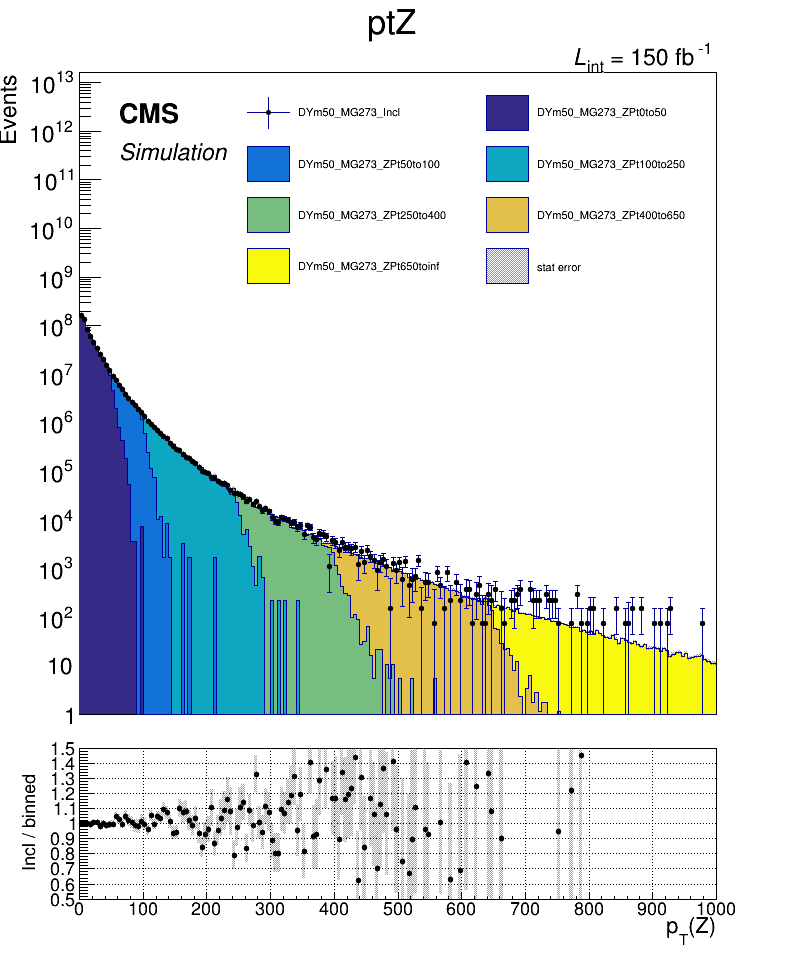 ptZ
L_int = 150 fb^-1
Events
10^13
10^12
10^11
10^10
10^9
10^8
10^7
10^6
10^5
10^4
10^3
10^2
10
1
CMS
Simulation
DYm50_MG273_Incl
DYm50_MG273_ZPt0to50
DYm50_MG273_ZPt50to100
DYm50_MG273_ZPt100to250
DYm50_MG273_ZPt250to400
DYm50_MG273_ZPt400to650
DYm50_MG273_ZPt650toinf
stat error
Incl / binned
1.5
1.4
1.3
1.2
1.1
1
0.9
0.8
0.7
0.6
0.5
0 100 200 300 400 500 600 700 800 900 1000
p_T(Z)